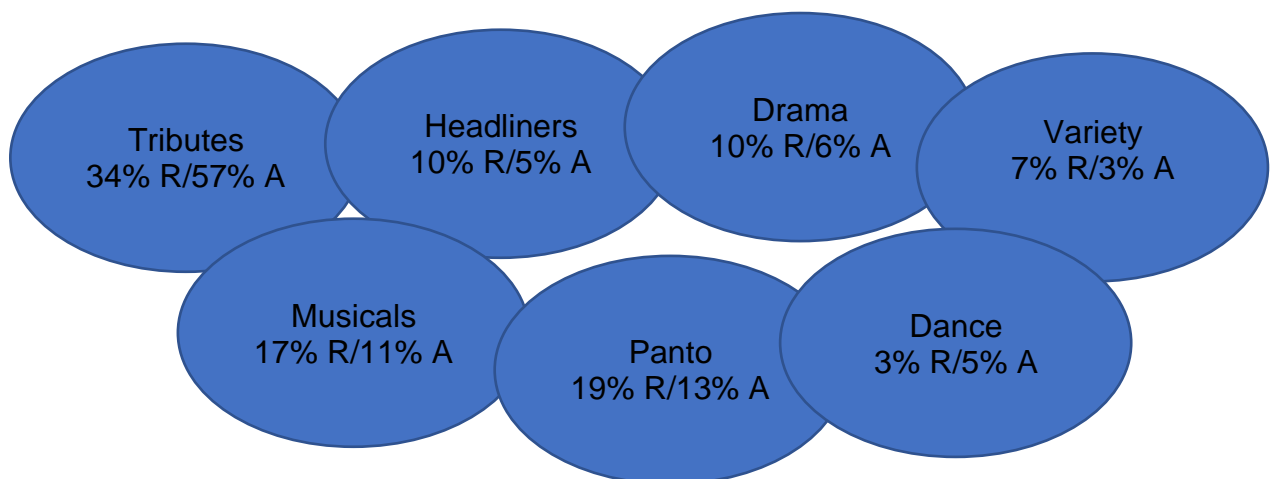 Tributes
34% R/57% A
Headliners
10% R/5% A
Drama
10% R/6% A
Variety
7% R/3% A
Musicals
17% R/11% A
Panto
19% R/13% A
Dance
3% R/5% A